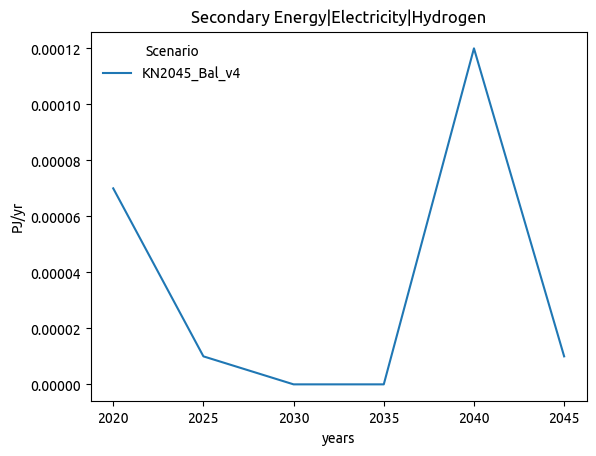 Secondary Energy|Electricity|Hydrogen
Scenario
KN2045_Bal_v4
PJ/yr
0.00012
0.00010
0.00008
0.00006
0.00004
0.00002
0.00000
2020 2025 2030 2035 2040 2045
years